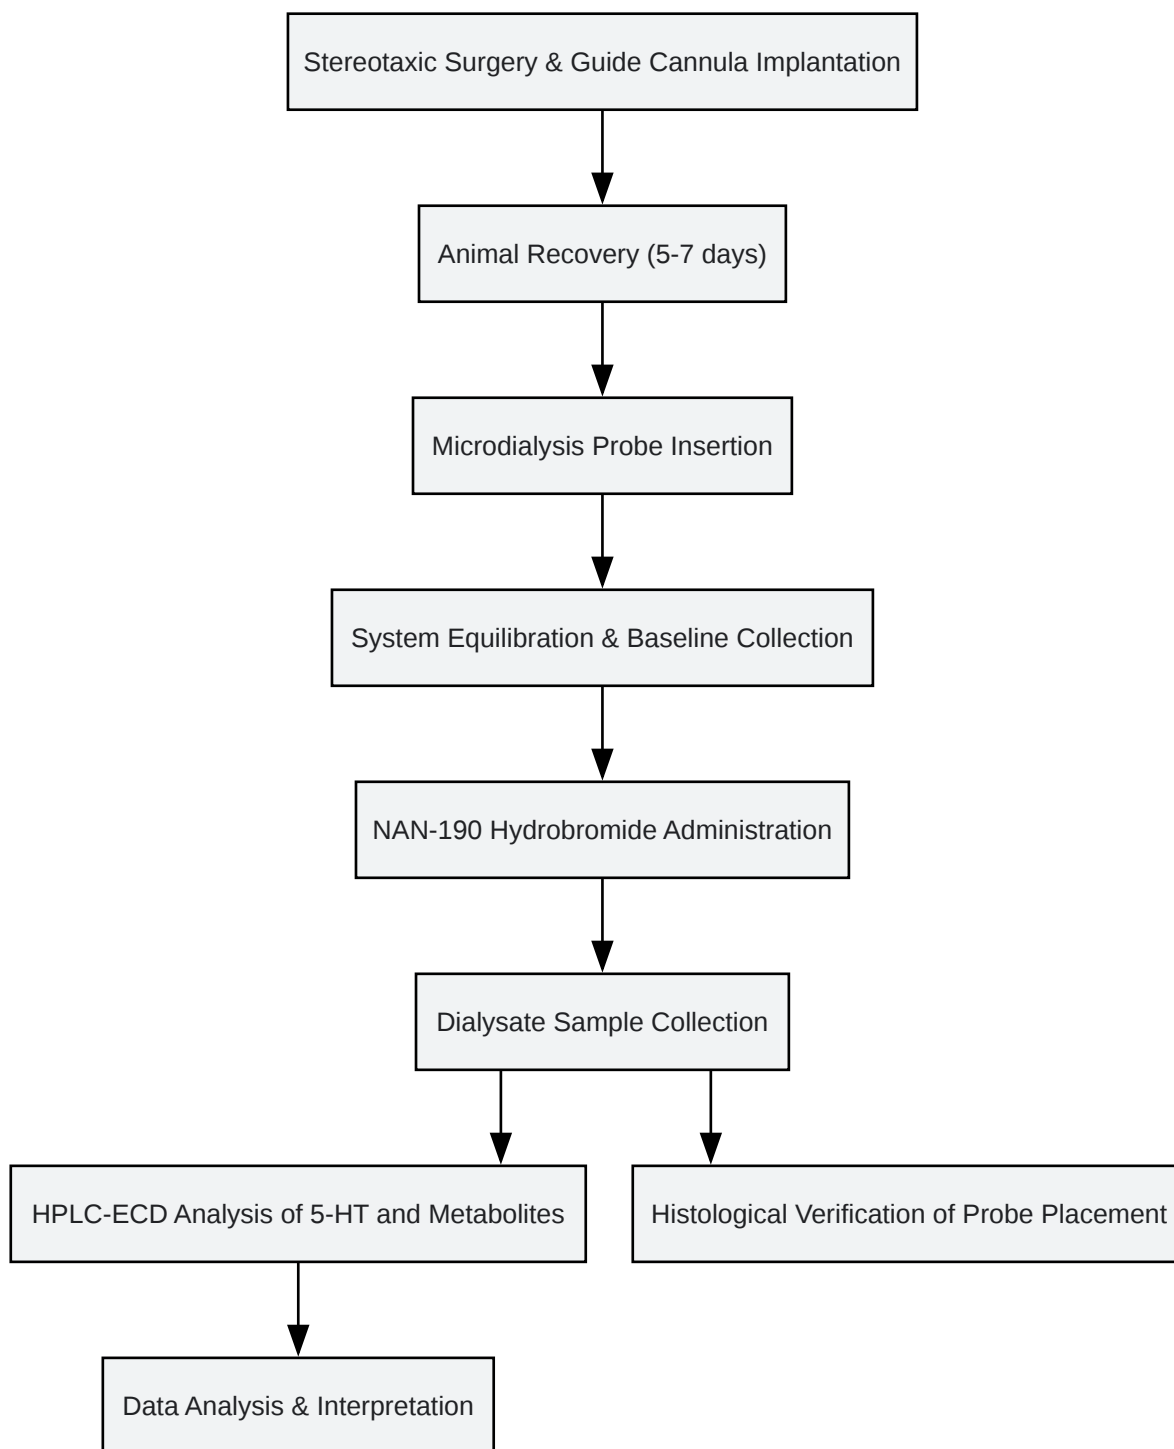 Stereotaxic Surgery & Guide Cannula Implantation
Animal Recovery (5-7 days)
Microdialysis Probe Insertion
System Equilibration & Baseline Collection
NAN-190 Hydrobromide Administration
Dialysate Sample Collection
HPLC-ECD Analysis of 5-HT and Metabolites
Histological Verification of Probe Placement
Data Analysis & Interpretation